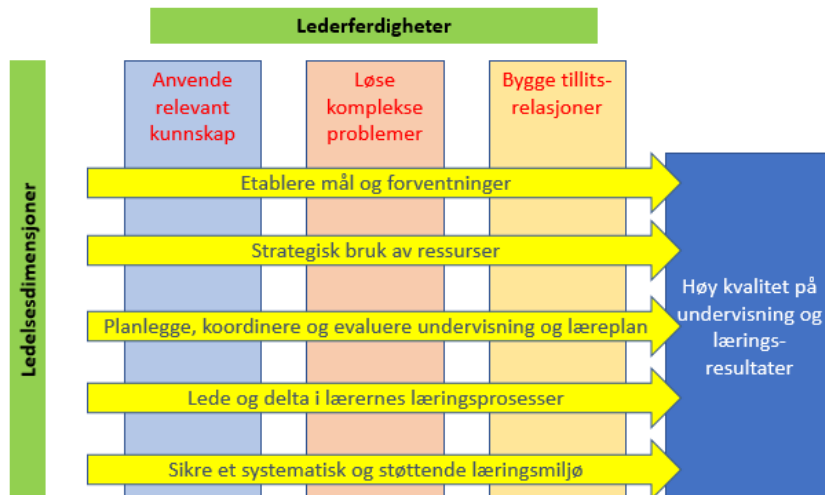 Lederferdigheter
Ledelsesdimensjoner
Anvende
relevant
kunnskap
Løse
komplekse
problemer
Bygge tillits-
relasjoner
Etablere mål og forventninger
Strategisk bruk av ressurser
Planlegge, koordinere og evaluere undervisning og læreplan
Lede og delta i lærernes læringsprosesser
Sikre et systematisk og støttende læringsmiljø
Høy kvalitet på
undervisning og
lærings-
resultater